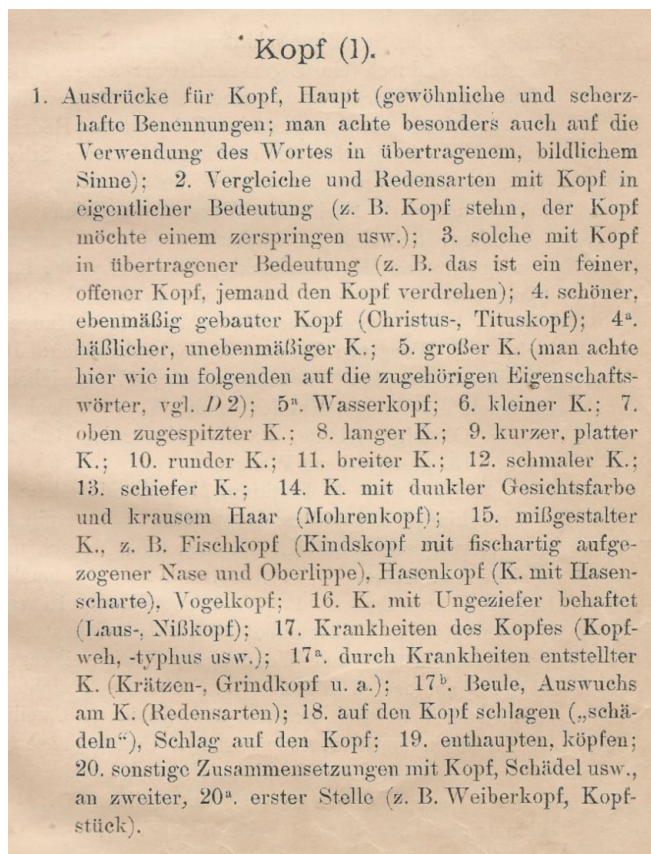 Kopf (1).
1. Ausdrücke für Kopf, Haupt (gewöhnliche und scherz-
hafte Benennungen; man achte besonders auch auf die
Verwendung des Wortes in übertragenem, bildlichem
Sinne); 2. Vergleiche und Redensarten mit Kopf in
eigentlicher Bedeutung (z. B. Kopf stehn, der Kopf
möchte einem zerspringen usw.); 3. solche mit Kopf
in übertragener Bedeutung (z. B. das ist ein feiner,
offener Kopf, jemand den Kopf verdrehen); 4. schöner,
ebenmäßig gebauter Kopf (Christus-, Tituskopf); 4ª.
häßlicher, unebenmäßiger K.; 5. großer K. (man achte
hier wie im folgenden auf die zugehörigen Eigenschafts-
wörter, vgl. D 2); 5ª. Wasserkopf; 6. kleiner K.; 7.
oben zugespitzter K.; 8. langer K.; 9. kurzer, platter
K.; 10. runder K.; 11. breiter K.; 12. schmaler K.;
13. schiefer K.; 14. K. mit dunkler Gesichtsfarbe
und krausem Haar (Mohrenkopf); 15. mißgestalter
K., z. B. Fischkopf (Kindskopf mit fischartig aufge-
zogener Nase und Oberlippe), Hasenkopf (K. mit Hasen-
scharte), Vogelkopf; 16. K. mit Ungeziefer behaftet
(Laus-, Nißkopf); 17. Krankheiten des Kopfes (Kopf-
weh, -typhus usw.); 17ª. durch Krankheiten entstellter
K. (Krätzen-, Grindkopf u. a.); 17ᵇ. Beule, Auswuchs
am K. (Redensarten); 18. auf den Kopf schlagen („schä-
deln“), Schlag auf den Kopf; 19. enthaupten, köpfen;
20. sonstige Zusammensetzungen mit Kopf, Schädel usw.,
an zweiter, 20ª. erster Stelle (z. B. Weiberkopf, Kopf-
stück).